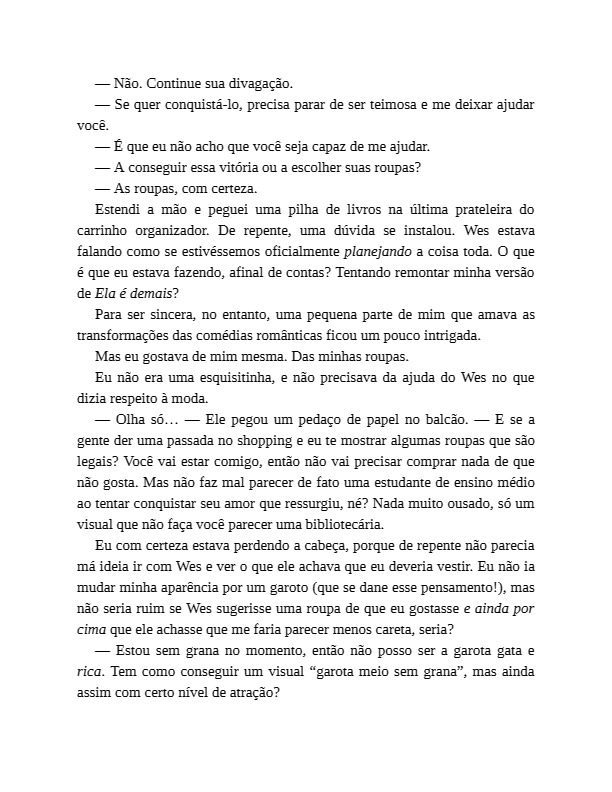 — Não. Continue sua divagação.
— Se quer conquistá-lo, precisa parar de ser teimosa e me deixar ajudar
você.
— É que eu não acho que você seja capaz de me ajudar.
— A conseguir essa vitória ou a escolher suas roupas?
— As roupas, com certeza.
Estendi a mão e peguei uma pilha de livros na última prateleira do
carrinho organizador. De repente, uma dúvida se instalou. Wes estava
falando como se estivéssemos oficialmente planejando a coisa toda. O que
é que eu estava fazendo, afinal de contas? Tentando remontar minha versão
de Ela é demais?
Para ser sincera, no entanto, uma pequena parte de mim que amava as
transformações das comédias românticas ficou um pouco intrigada.
Mas eu gostava de mim mesma. Das minhas roupas.
Eu não era uma esquisitinha, e não precisava da ajuda do Wes no que
dizia respeito à moda.
— Olha só… — Ele pegou um pedaço de papel no balcão. — E se a
gente der uma passada no shopping e eu te mostrar algumas roupas que são
legais? Você vai estar comigo, então não vai precisar comprar nada de que
não gosta. Mas não faz mal parecer de fato uma estudante de ensino médio
ao tentar conquistar seu amor que ressurgiu, né? Nada muito ousado, só um
visual que não faça você parecer uma bibliotecária.
Eu com certeza estava perdendo a cabeça, porque de repente não parecia
má ideia ir com Wes e ver o que ele achava que eu deveria vestir. Eu não ia
mudar minha aparência por um garoto (que se dane esse pensamento!), mas
não seria ruim se Wes sugerisse uma roupa de que eu gostasse e ainda por
cima que ele achasse que me faria parecer menos careta, seria?
— Estou sem grana no momento, então não posso ser a garota gata e
rica. Tem como conseguir um visual “garota meio sem grana”, mas ainda
assim com certo nível de atração?